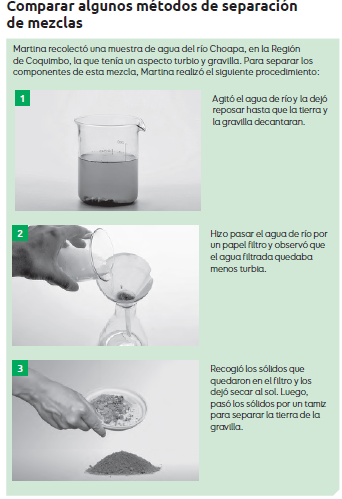 Comparar algunos métodos de separación
de mezclas
Martina recolectó una muestra de agua del río Choapa, en la Región
de Coquimbo, la que tenía un aspecto turbio y gravilla. Para separar los
componentes de esta mezcla, Martina realizó el siguiente procedimiento:
1
Agitó el agua de río y la dejó
reposar hasta que la tierra y
la gravilla decantaran.
2
Hizo pasar el agua de río por
un papel filtro y observó que
el agua filtrada quedaba
menos turbia.
3
Recogió los sólidos que
quedaron en el filtro y los
dejó secar al sol. Luego,
pasó los sólidos por un tamiz
para separar la tierra de la
gravilla.